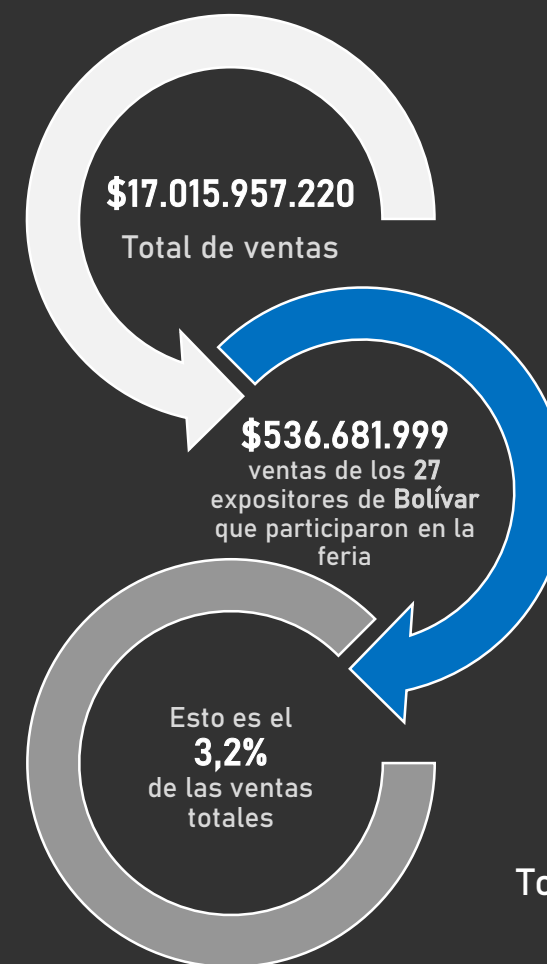 $17.015.957.220
Total de ventas
$536.681.999
ventas de los 27
expositores de Bolívar
que participaron en la
feria
Esto es el
3,2%
de las ventas
totales